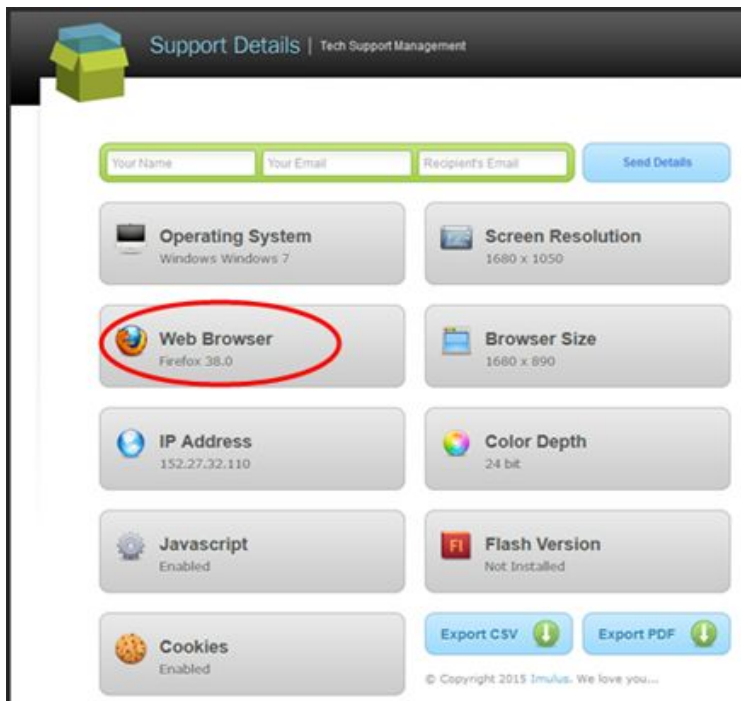 Support Details | Tech Support Management
Your Name Your Email Recipient's Email Send Details
Operating System
Windows Windows 7
Screen Resolution
1680 x 1050
Web Browser
Firefox 38.0
Browser Size
1680 x 890
IP Address
152.27.32.110
Color Depth
24 bit
Javascript
Enabled
Flash Version
Not Installed
Cookies
Enabled
Export CSV Export PDF
© Copyright 2015 Imulus. We love you...